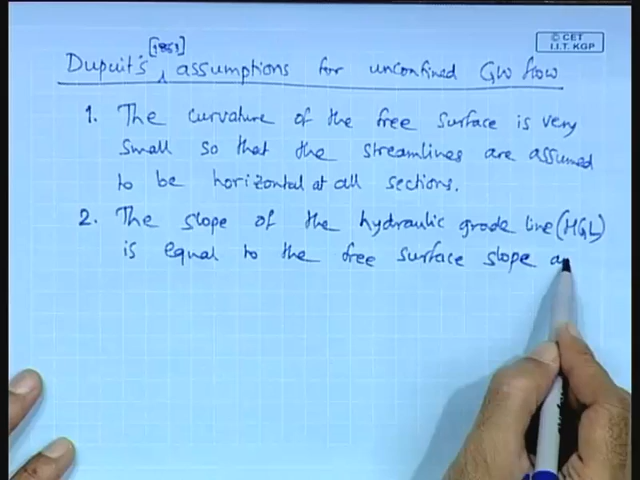 © CET
I.I.T. KGP
[1863]
Dupuit's ∧ assumptions for unconfined GW flow
1. The curvature of the free surface is very
small so that the streamlines are assumed
to be horizontal at all sections.
2. The slope of the hydraulic grade line (HGL)
is equal to the free surface slope a